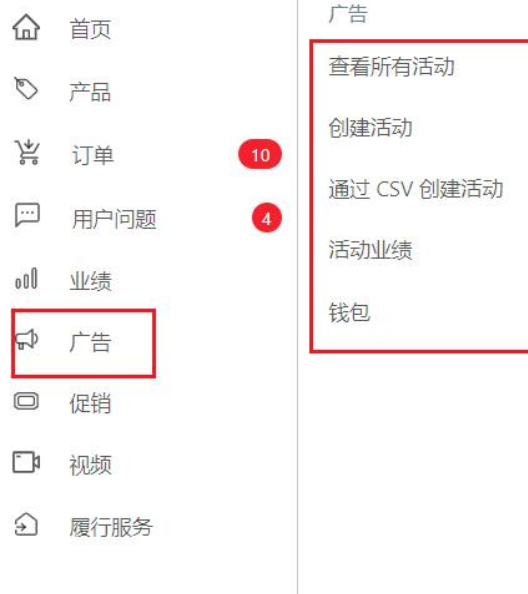 首页
产品
订单
10
用户问题
4
业绩
广告
促销
视频
履行服务
广告
查看所有活动
创建活动
通过 CSV 创建活动
活动业绩
钱包